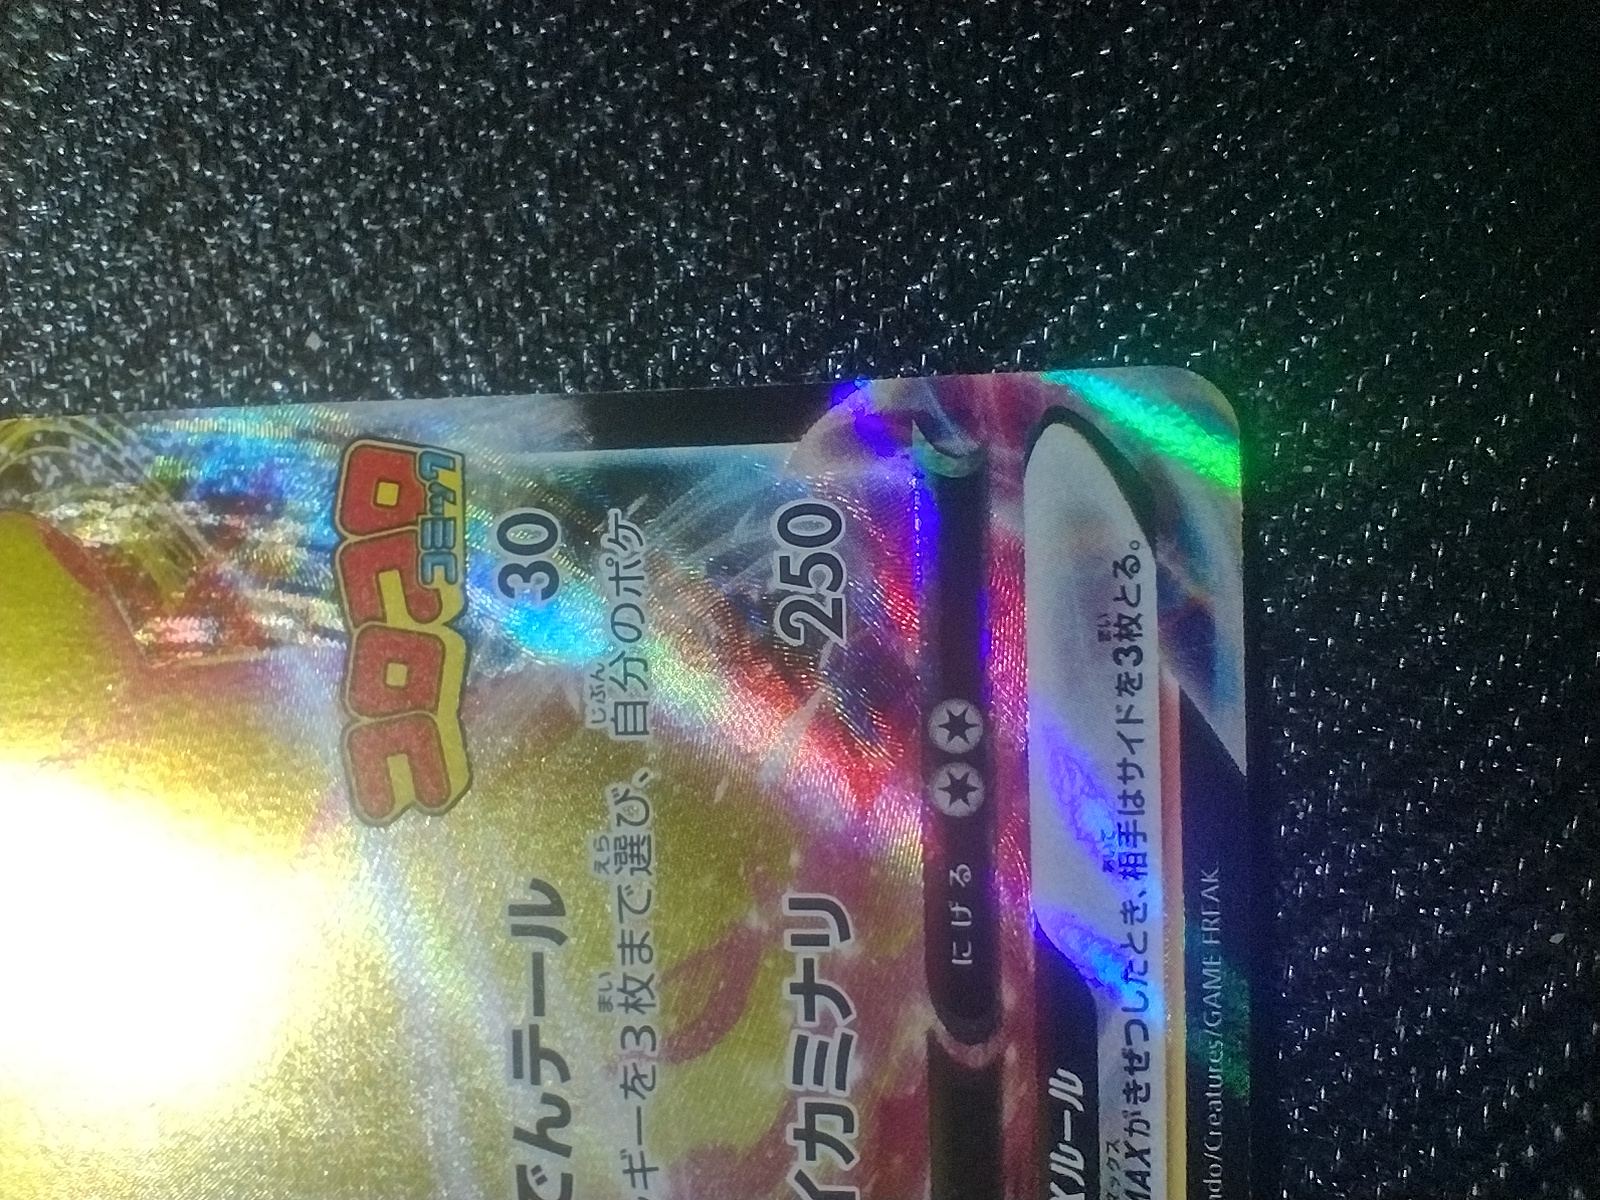 コロコロ
コミック
でんテール 30
ルギーを3枚まで選び、自分のポケ
まい えら じぶん
イカミナリ 250
にげる
Xルール
マックス あいて まい
MAXがきぜつしたとき、相手はサイドを3枚とる。
ndo/Creatures/GAME FREAK.